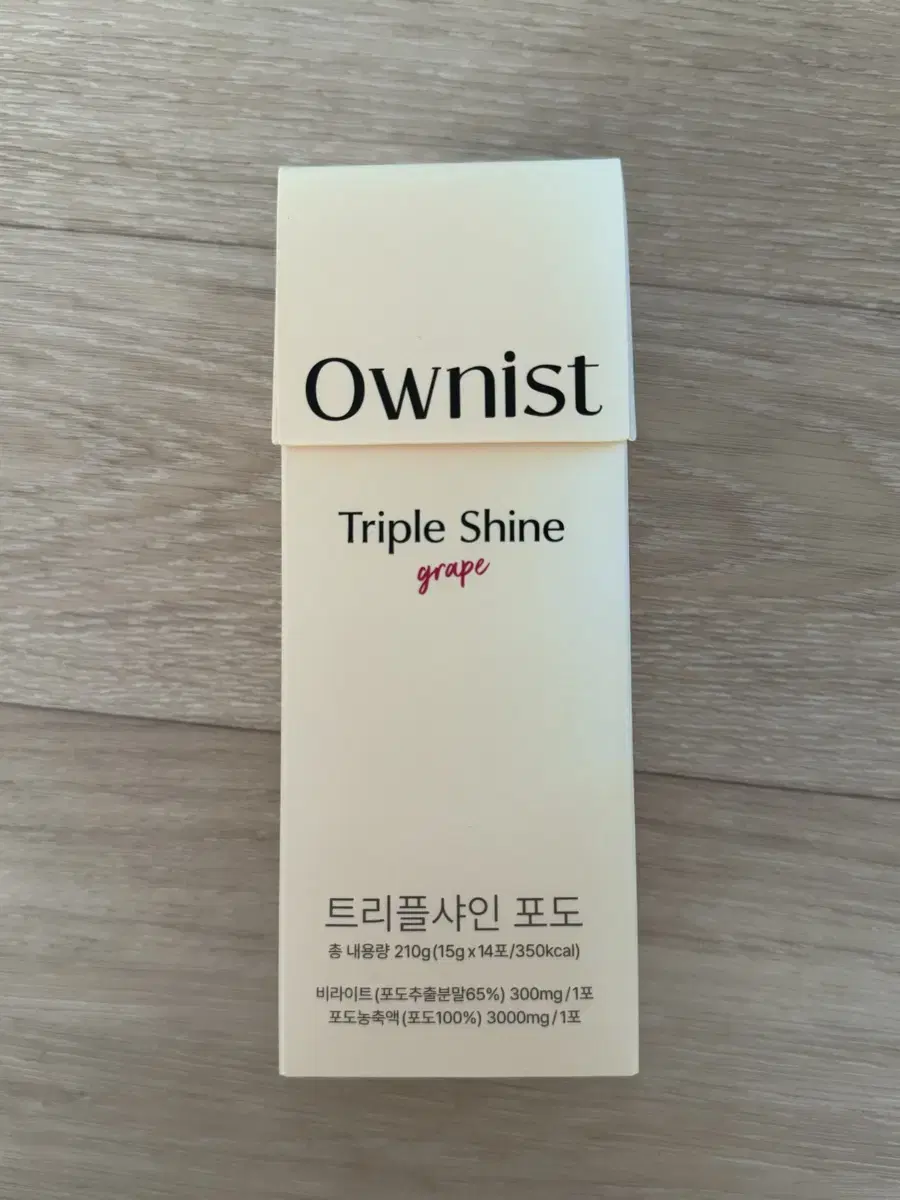 Ownist
Triple Shine
grape
트리플샤인 포도
총 내용량 210g(15g x 14포/350kcal)
비라이트(포도추출분말65%) 300mg/1포
포도농축액(포도100%) 3000mg/1포